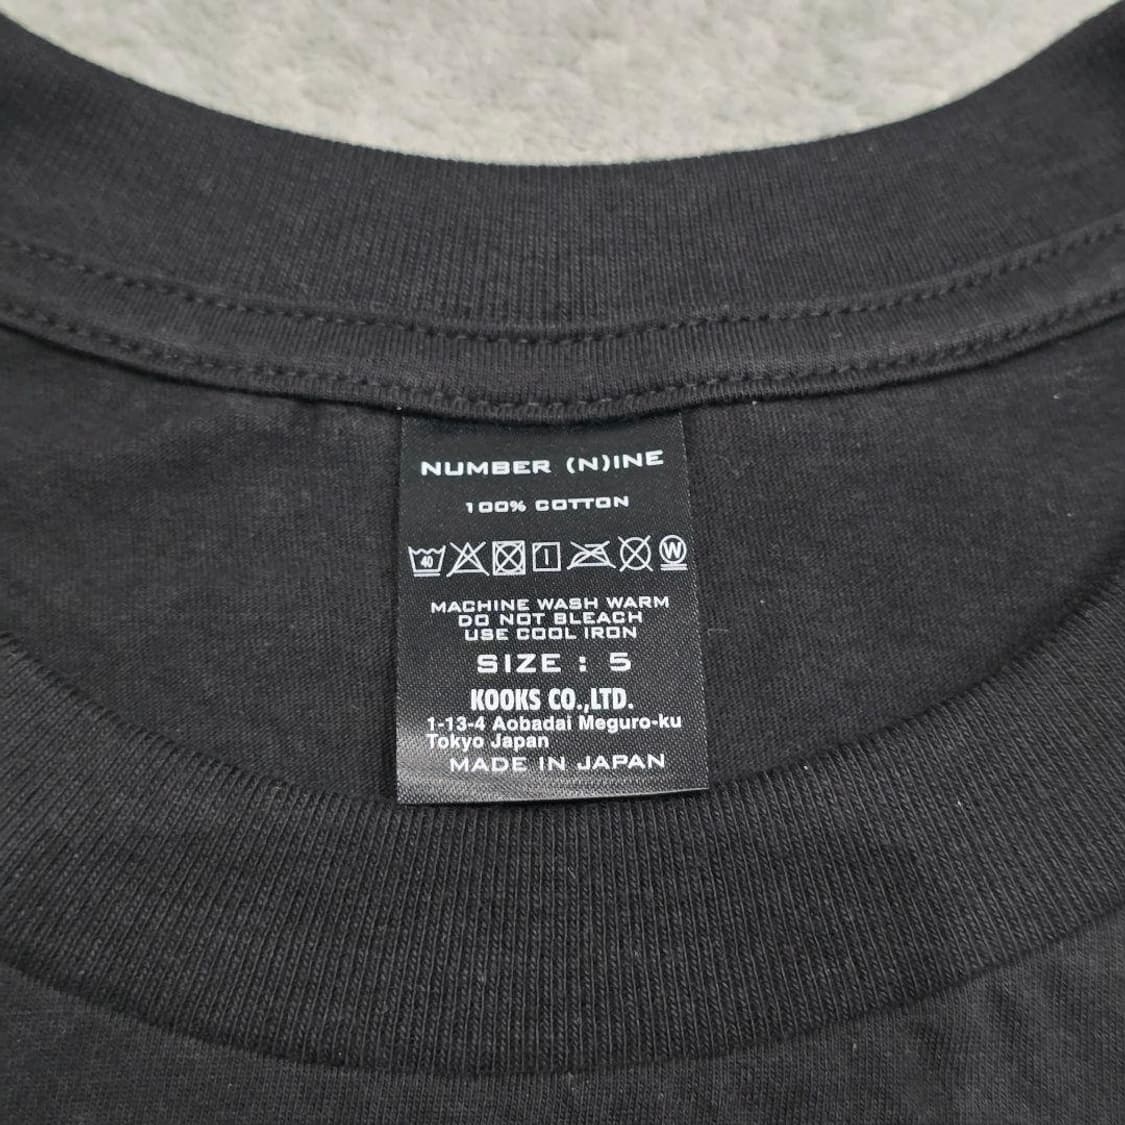 NUMBER (N)INE
100% COTTON
40 W
MACHINE WASH WARM
DO NOT BLEACH
USE COOL IRON
SIZE : 5
KOOKS CO.,LTD.
1-13-4 Aobadai Meguro-ku
Tokyo Japan
MADE IN JAPAN